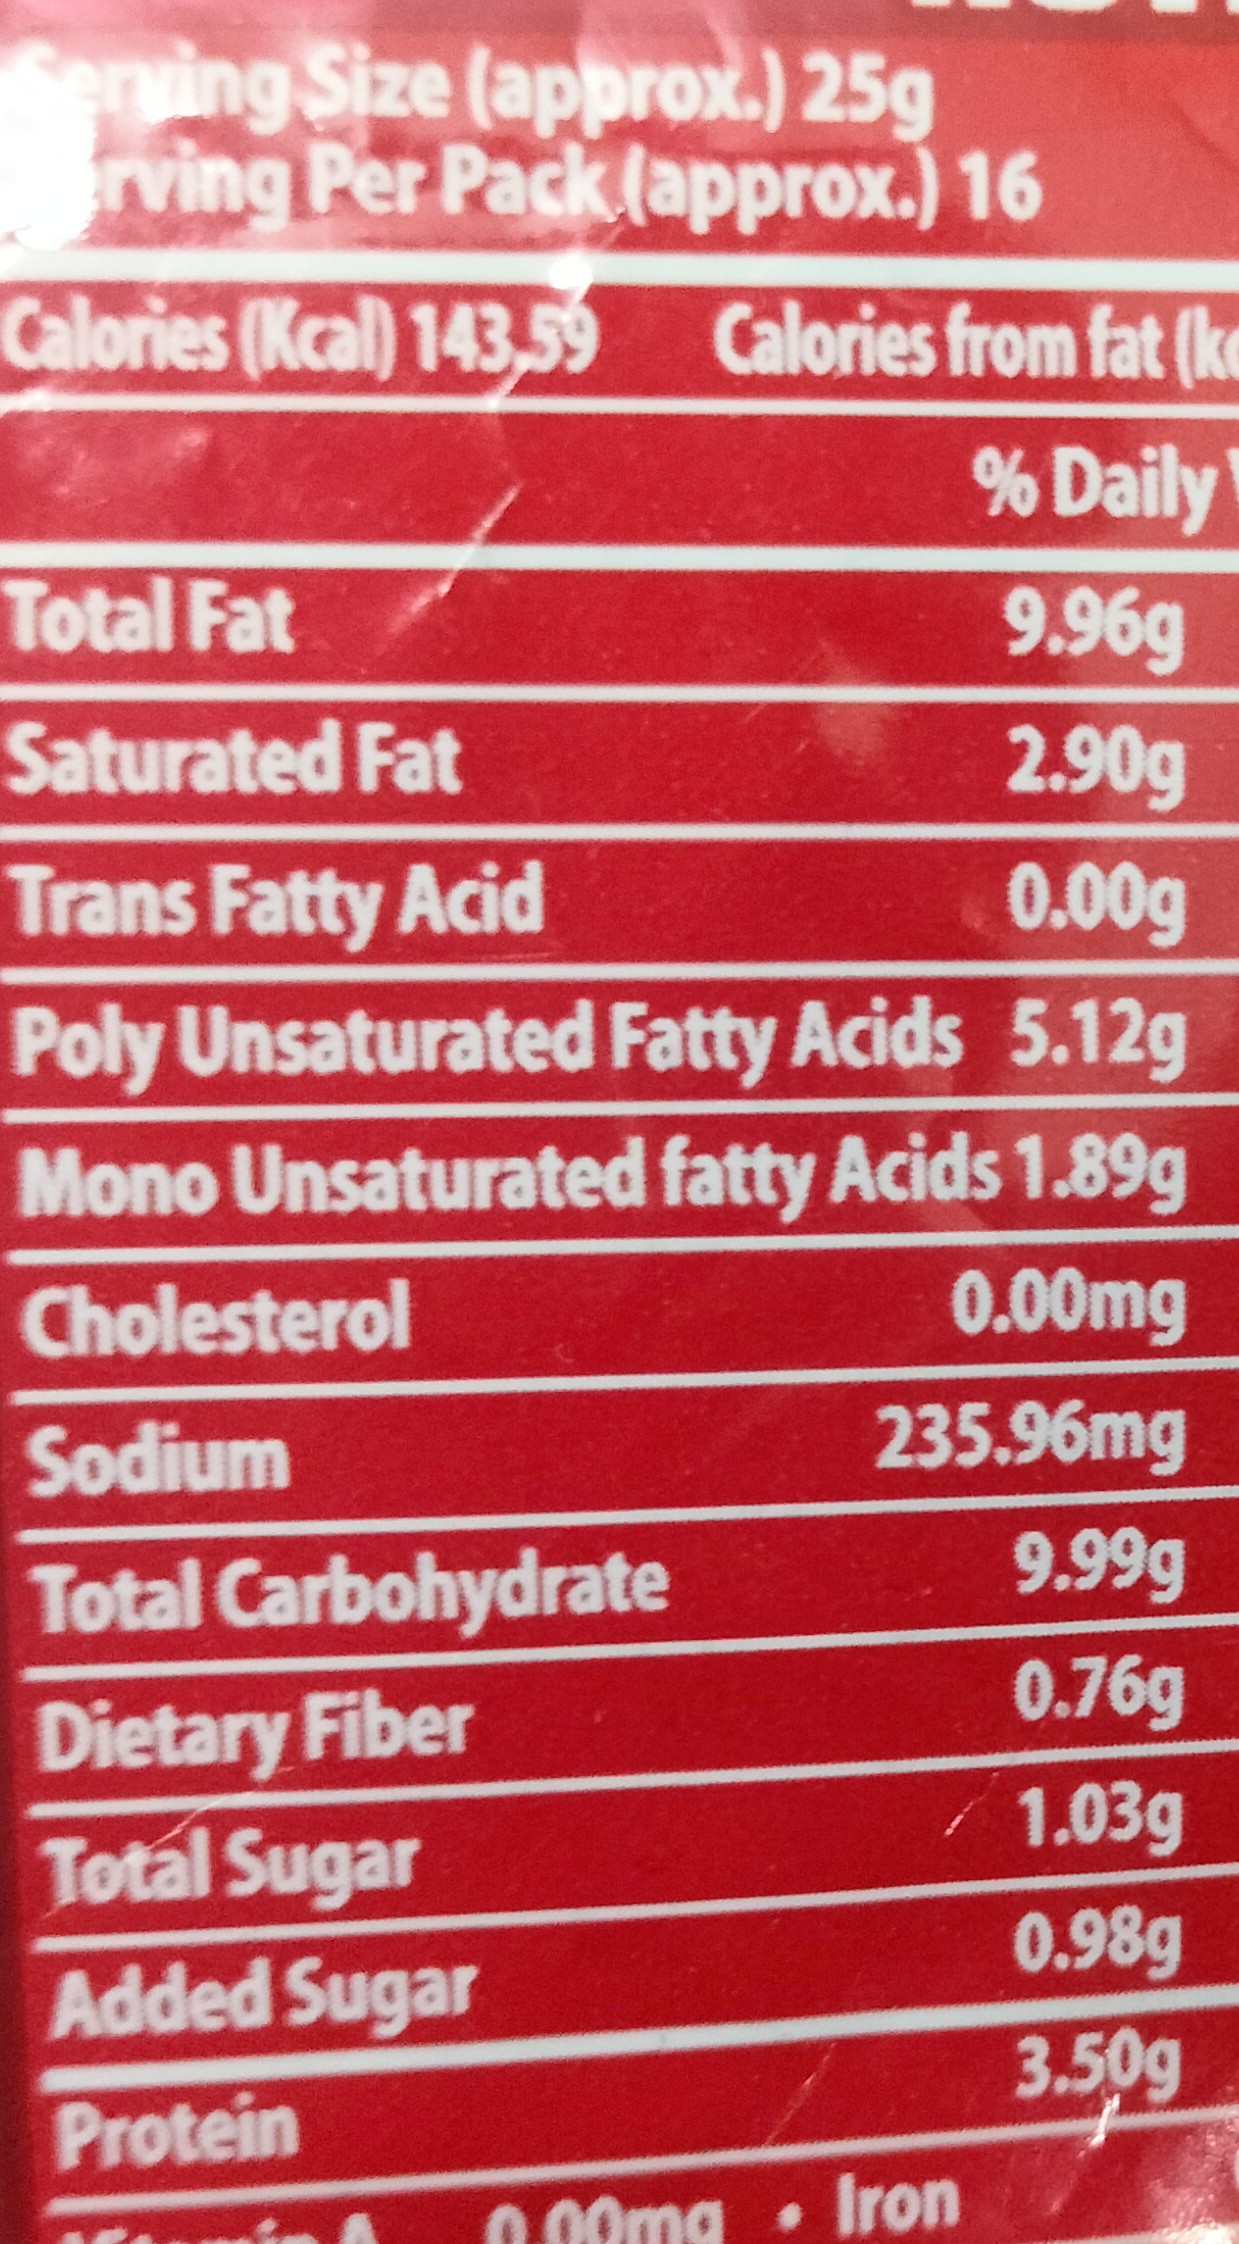 Serving Size (approx.) 25g
Serving Per Pack (approx.) 16
Calories (Kcal) 143.59 Calories from fat
% Daily
Total Fat 9.96g
Saturated Fat 2.90g
Trans Fatty Acid 0.00g
Poly Unsaturated Fatty Acids 5.12g
Mono Unsaturated fatty Acids 1.89g
Cholesterol 0.00mg
Sodium 235.96mg
Total Carbohydrate 9.99g
Dietary Fiber 0.76g
Total Sugar 1.03g
Added Sugar 0.98g
Protein 3.50g
Vitamin A 0.00mg • Iron